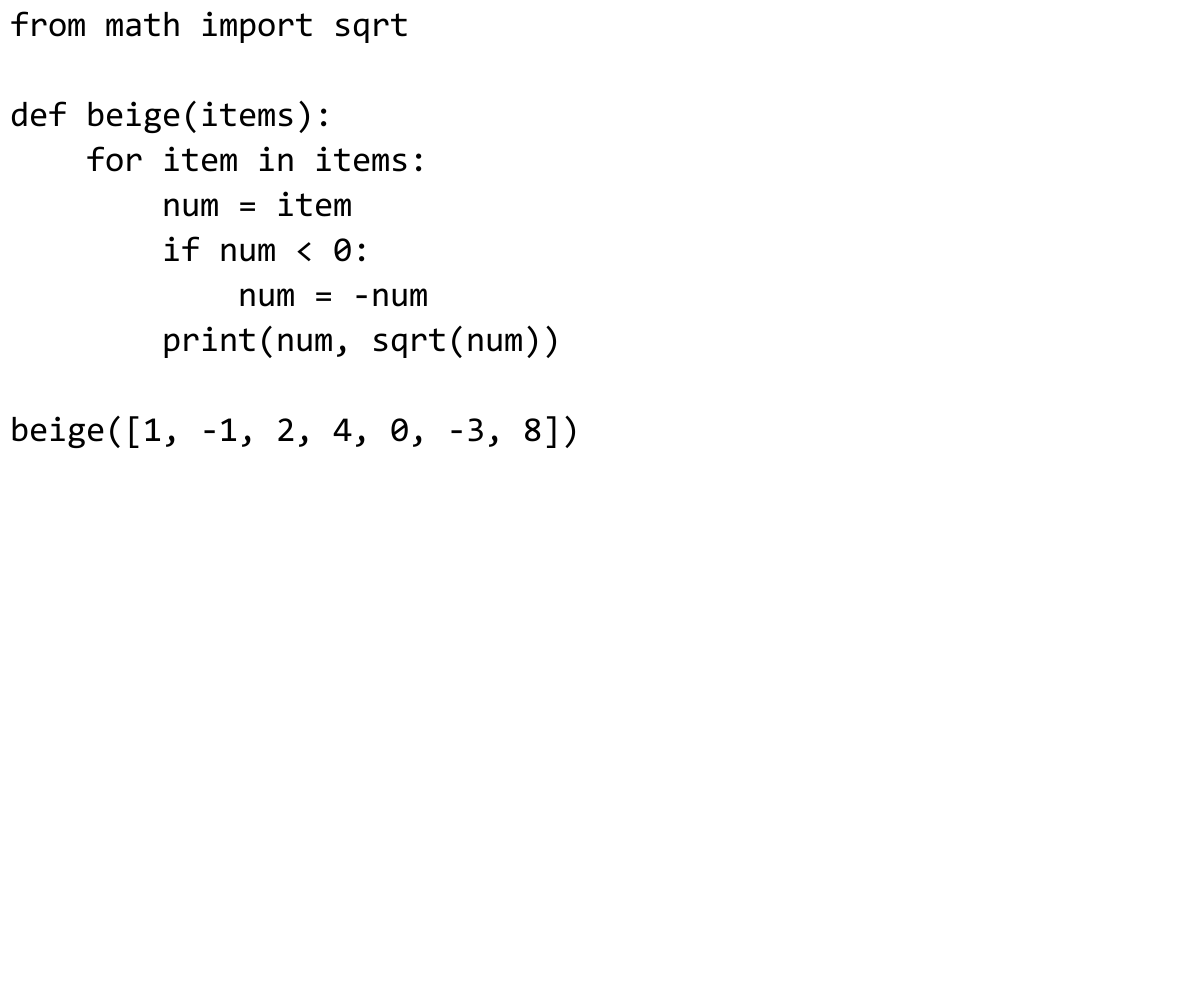 from math import sqrt

def beige(items):
    for item in items:
        num = item
        if num < 0:
            num = -num
        print(num, sqrt(num))

beige([1, -1, 2, 4, 0, -3, 8])